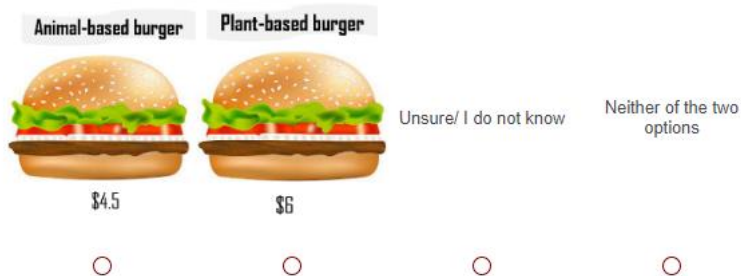 Animal-based burger
Plant-based burger
Unsure/ I do not know
Neither of the two
options
$4.5
$6